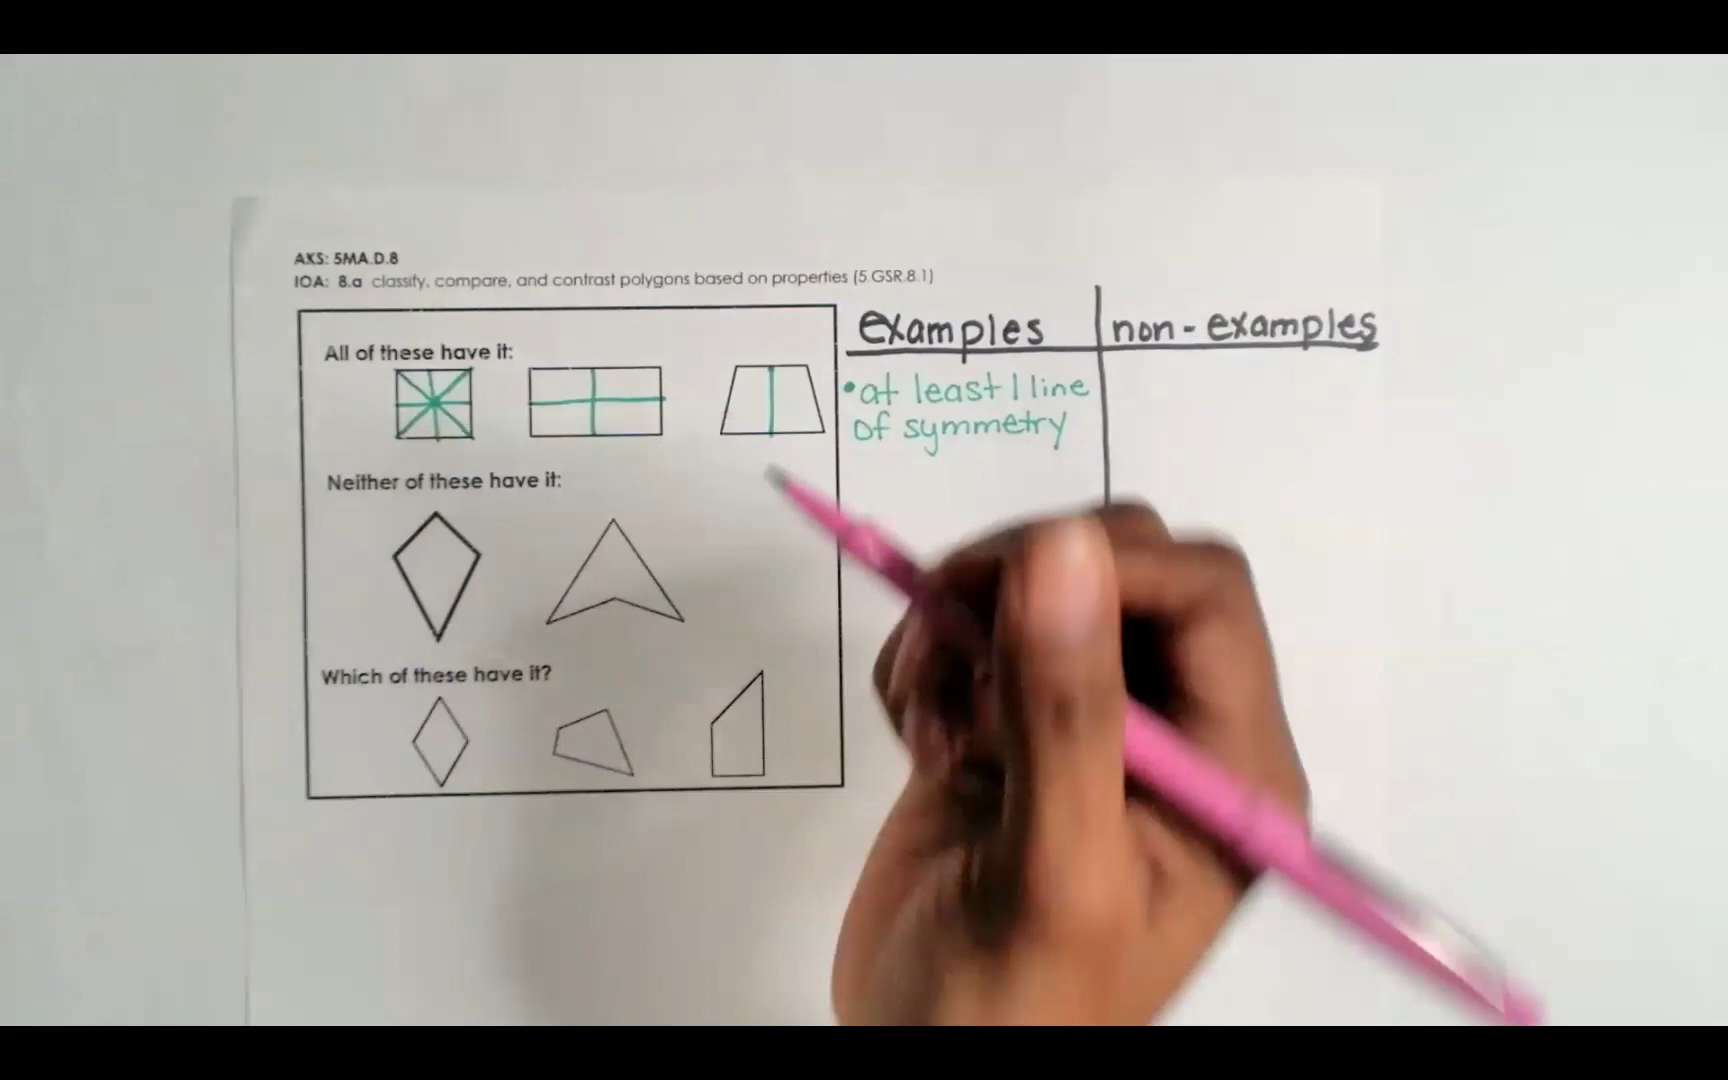 AKS: 5MA.D.8
IOA: 8.a classify, compare, and contrast polygons based on properties (5.GSR.8.1)
All of these have it:
Neither of these have it:
Which of these have it?
examples
non-examples
•at least 1 line
of symmetry